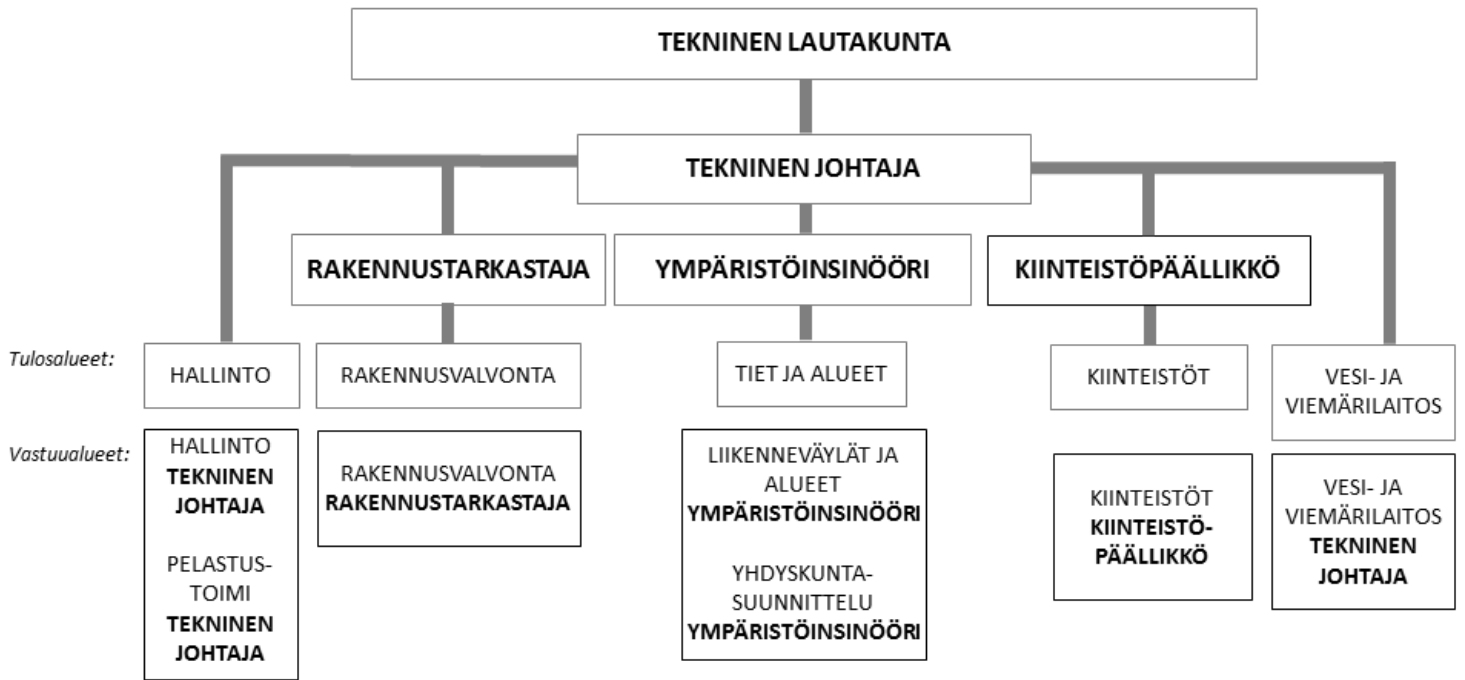 TEKNINEN LAUTAKUNTA
TEKNINEN JOHTAJA
RAKENNUSTARKASTAJA
YMPÄRISTÖINSINÖÖRI
KIINTEISTÖPÄÄLLIKKÖ
Tulosalueet:
HALLINTO
RAKENNUSVALVONTA
TIET JA ALUEET
KIINTEISTÖT
VESI- JA
VIEMÄRILAITOS
Vastuualueet:
HALLINTO
TEKNINEN
JOHTAJA
PELASTUS-
TOIMI
TEKNINEN
JOHTAJA
RAKENNUSVALVONTA
RAKENNUSTARKASTAJA
LIIKENNEVÄYLÄT JA
ALUEET
YMPÄRISTÖINSINÖÖRI
YHDYSKUNTA-
SUUNNITTELU
YMPÄRISTÖINSINÖÖRI
KIINTEISTÖT
KIINTEISTÖ-
PÄÄLLIKKÖ
VESI- JA
VIEMÄRILAITOS
TEKNINEN
JOHTAJA